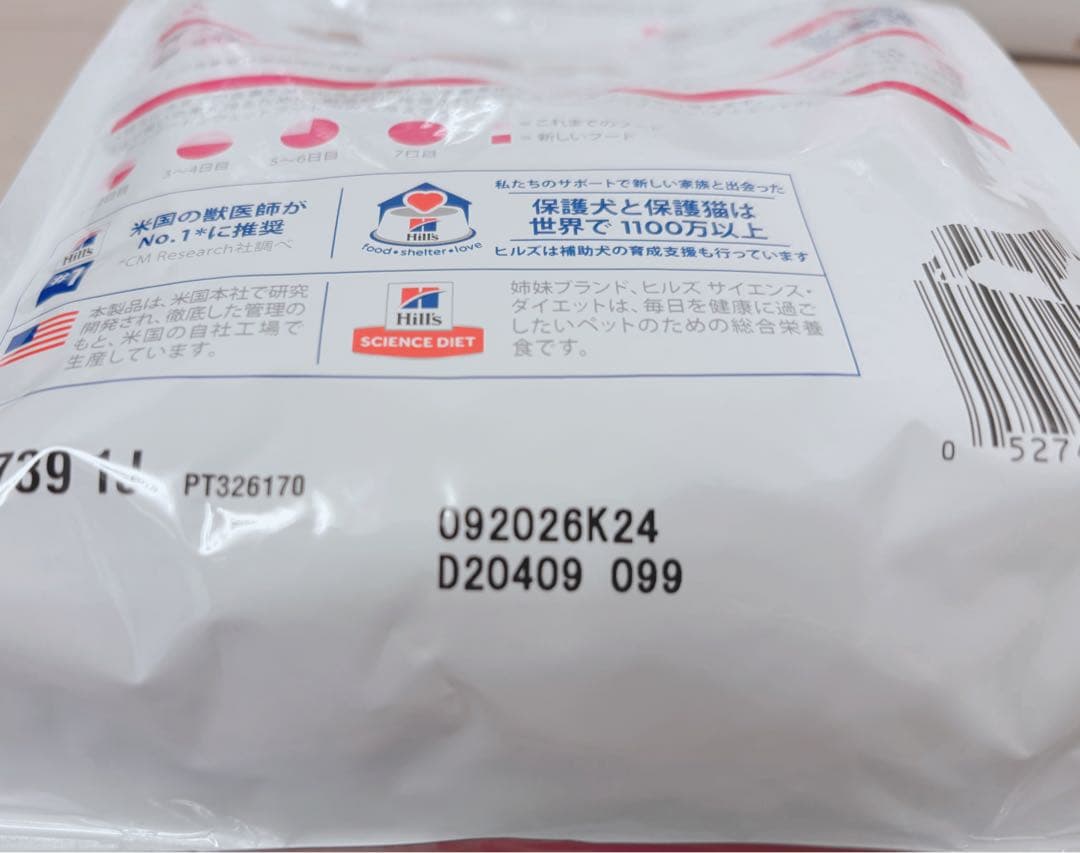 = これまでのフード
= 新しいフード
3〜4日目
5〜6日目
7日目
Hill's
#1
米国の獣医師が
No.1*に推奨
*CM Research社調べ
Hill's
food•shelter•love
私たちのサポートで新しい家族と出会った
保護犬と保護猫は
世界で 1100万以上
ヒルズは補助犬の育成支援も行っています
本製品は、米国本社で研究
開発され、徹底した管理の
もと、米国の自社工場で
生産しています。
Hill's
SCIENCE DIET
姉妹ブランド、ヒルズ サイエンス・
ダイエットは、毎日を健康に過ご
したいペットのための総合栄養
食です。
0 5274
739 1J PT326170
092026K24
D20409 099